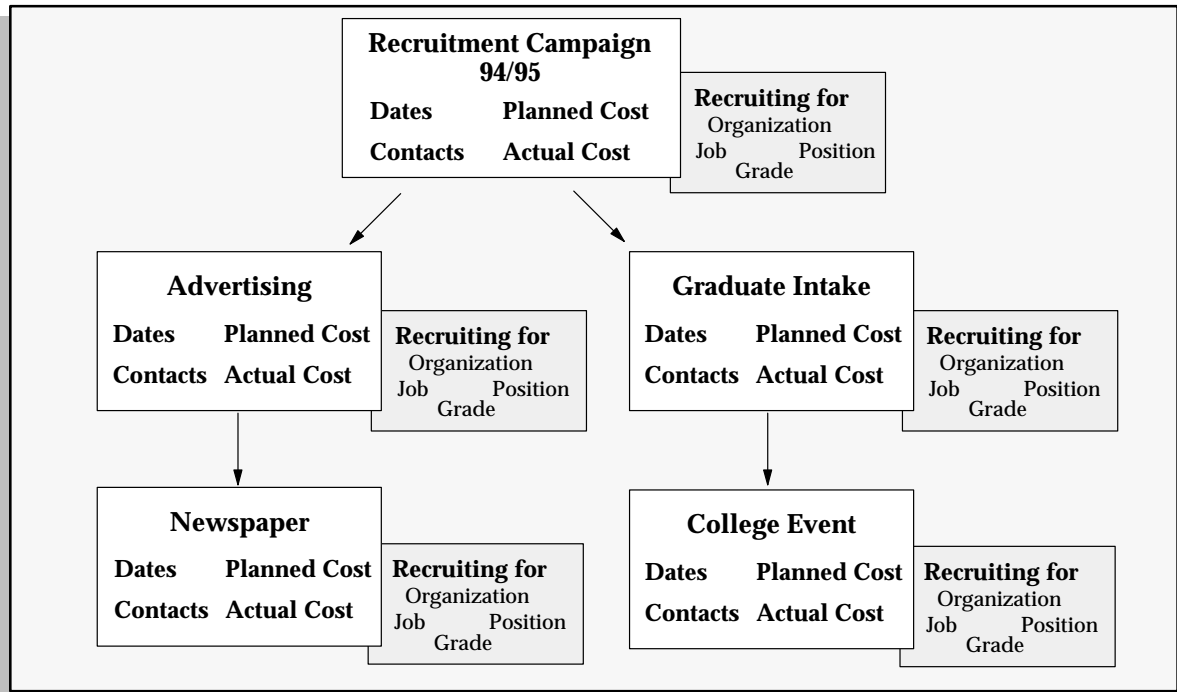 Recruitment Campaign
94/95
Dates Planned Cost
Contacts Actual Cost
Recruiting for
Organization
Job Position
Grade
Advertising
Dates Planned Cost
Contacts Actual Cost
Recruiting for
Organization
Job Position
Grade
Graduate Intake
Dates Planned Cost
Contacts Actual Cost
Recruiting for
Organization
Job Position
Grade
Newspaper
Dates Planned Cost
Contacts Actual Cost
Recruiting for
Organization
Job Position
Grade
College Event
Dates Planned Cost
Contacts Actual Cost
Recruiting for
Organization
Job Position
Grade